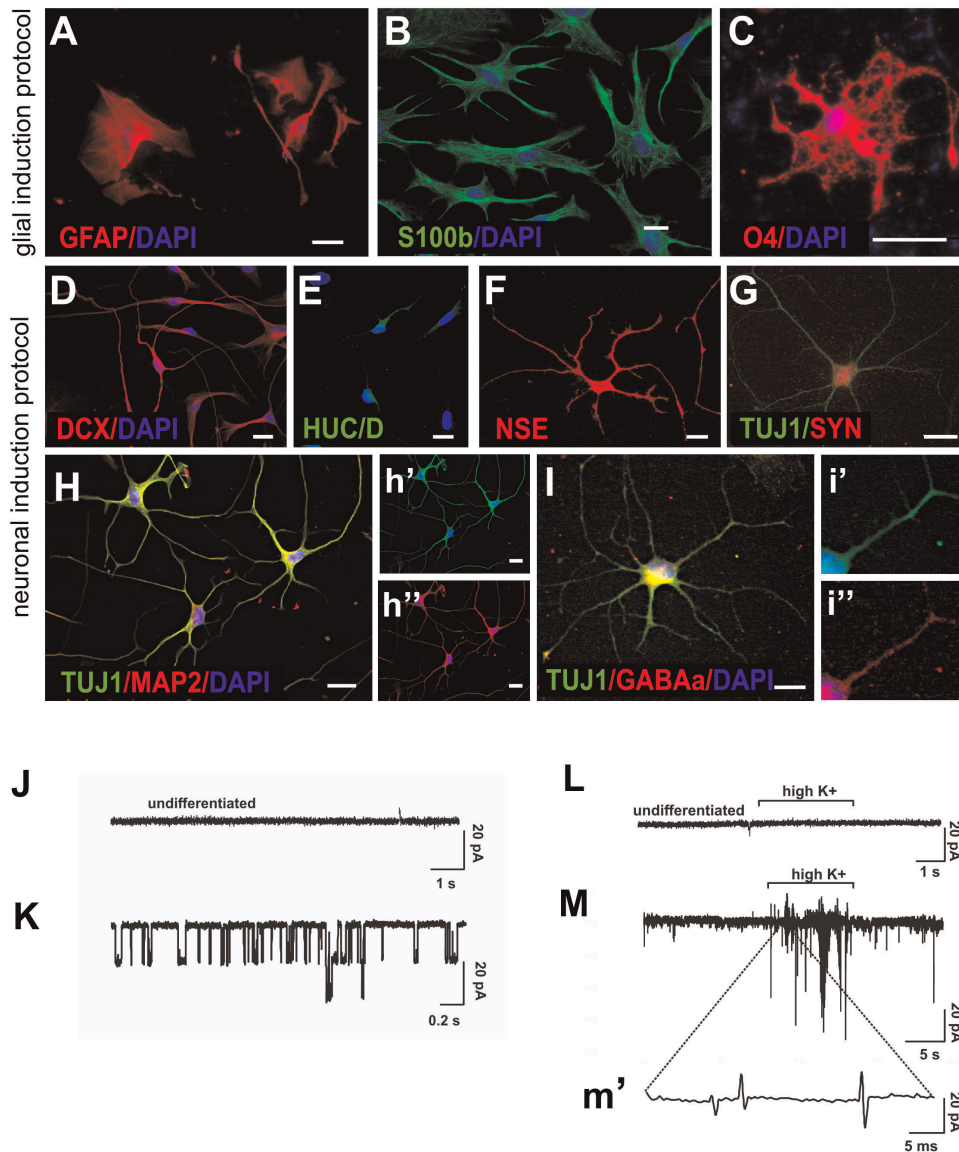 glial induction protocol
A
GFAP/DAPI
B
S100b/DAPI
C
O4/DAPI
neuronal induction protocol
D
DCX/DAPI
E
HUC/D
F
NSE
G
TUJ1/SYN
H
TUJ1/MAP2/DAPI
h'
h''
I
TUJ1/GABAa/DAPI
i'
i''
J
undifferentiated
20 pA
1 s
K
20 pA
0.2 s
L
high K+
undifferentiated
20 pA
1 s
high K+
M
20 pA
5 s
m'
20 pA
5 ms